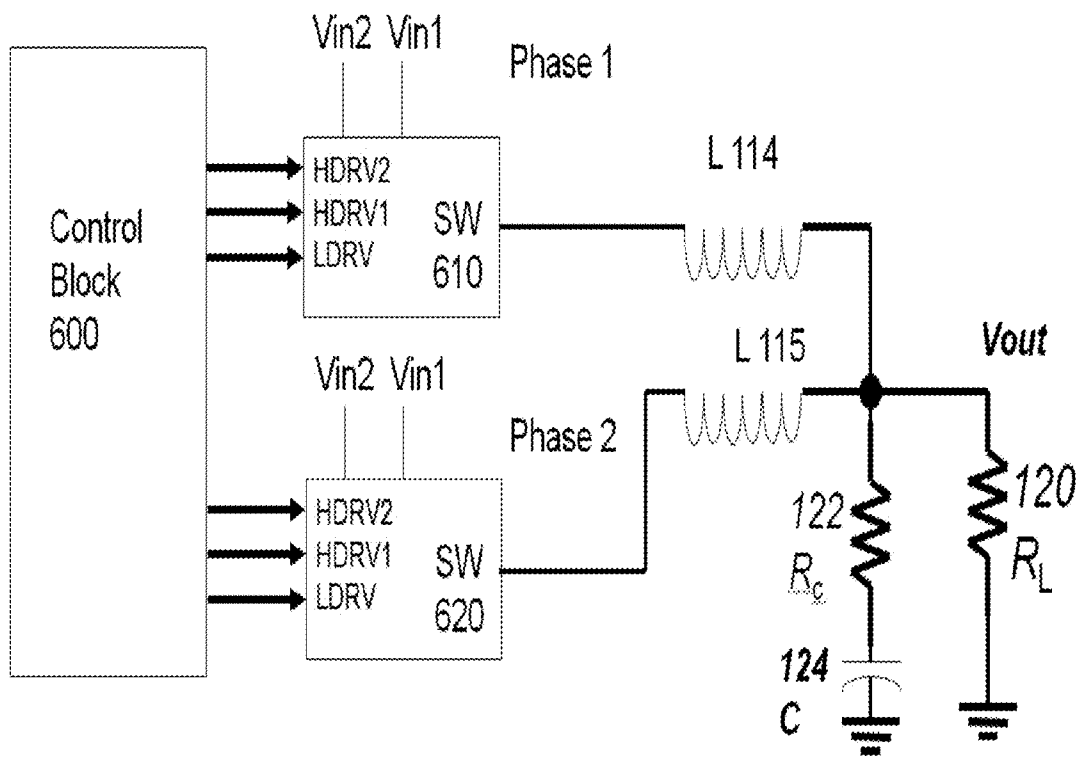 Vin2 Vin1
Phase 1
Control
Block
600
HDRV2
HDRV1
LDRV
SW
610
L 114
Vin2 Vin1
Phase 2
L 115
Vout
HDRV2
HDRV1
LDRV
SW
620
122
Rc
120
RL
124
C